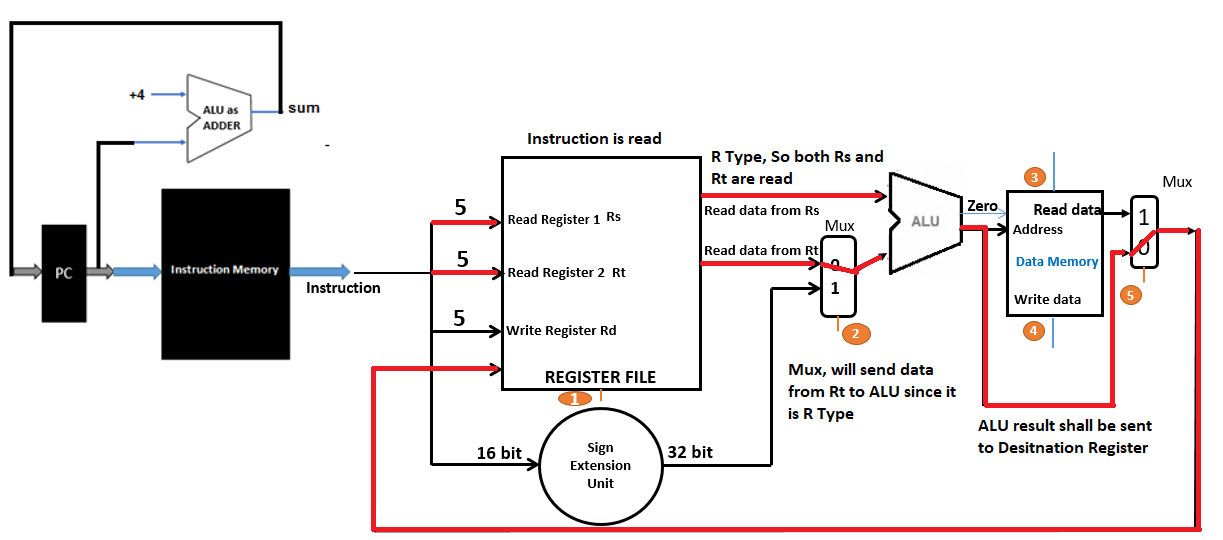 +4
ALU as
ADDER
sum
-
PC
Instruction Memory
Instruction
Instruction is read
5
Read Register 1 Rs
5
Read Register 2 Rt
5
Write Register Rd
REGISTER FILE
1
16 bit
Sign
Extension
Unit
32 bit
R Type, So both Rs and
Rt are read
Read data from Rs
Read data from Rt
Mux
0
1
2
Mux, will send data
from Rt to ALU since it
is R Type
ALU
Zero
3
Read data
Address
Data Memory
Write data
4
Mux
1
0
5
ALU result shall be sent
to Desitnation Register